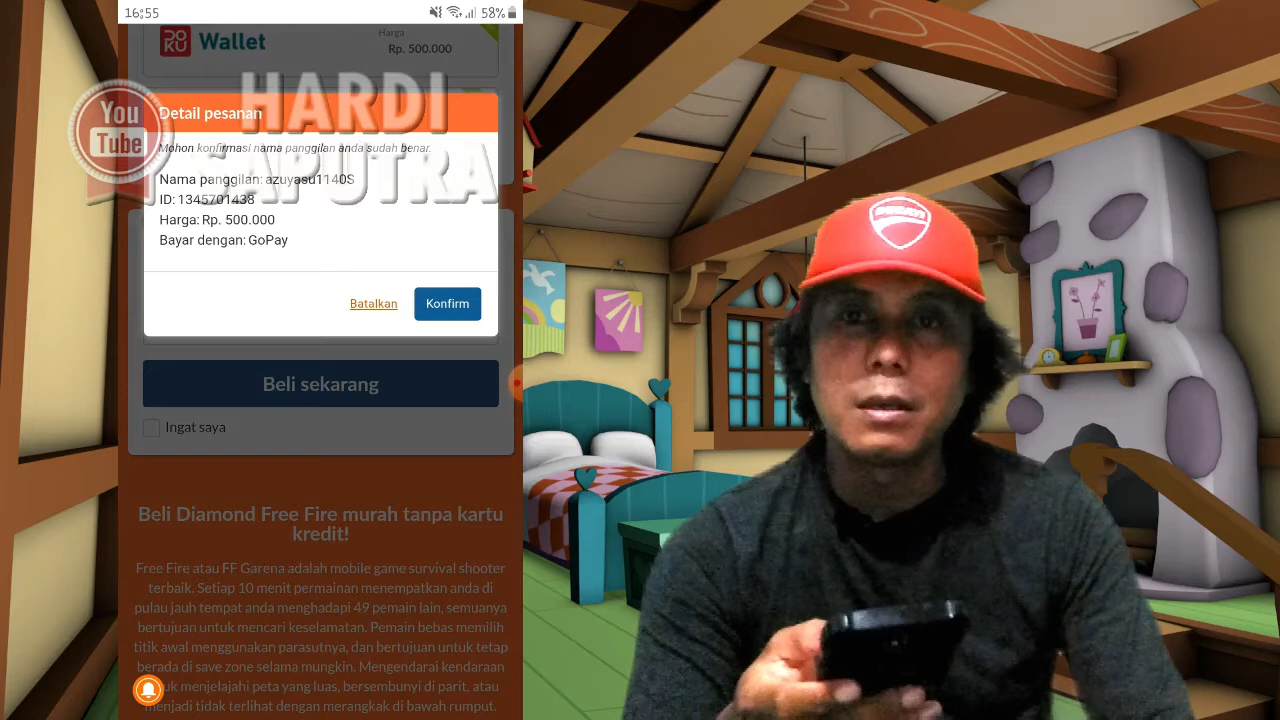 16:55
58%
DOKU Wallet
Harga
Rp. 500.000
HARDI
SAPUTRA
You
Tube
Detail pesanan
Mohon konfirmasi nama panggilan anda sudah benar.
Nama panggilan: azuyasu1140S
ID: 1345701438
Harga: Rp. 500.000
Bayar dengan: GoPay
Batalkan
Konfirm
Beli sekarang
Ingat saya
Beli Diamond Free Fire murah tanpa kartu
kredit!
Free Fire atau FF Garena adalah mobile game survival shooter
terbaik. Setiap 10 menit permainan menempatkan anda di
pulau jauh tempat anda menghadapi 49 pemain lain, semuanya
bertujuan untuk mencari keselamatan. Pemain bebas memilih
titik awal menggunakan parasutnya, dan bertujuan untuk tetap
berada di save zone selama mungkin. Mengendarai kendaraan
uk menjelajahi peta yang luas, bersembunyi di parit, atau
menjadi tidak terlihat dengan merangkak di bawah rumput.
DUCATI